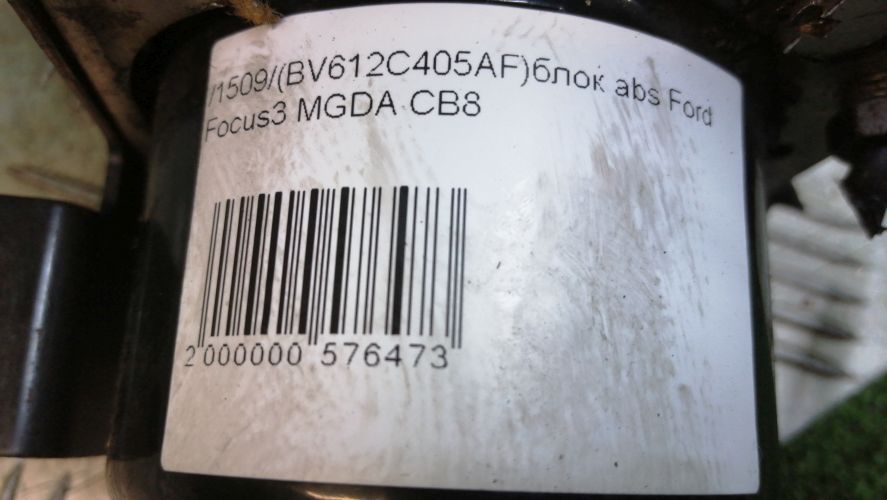 /1509/(BV612C405AF)блок abs Ford
Focus3 MGDA CB8
2 000000 576473